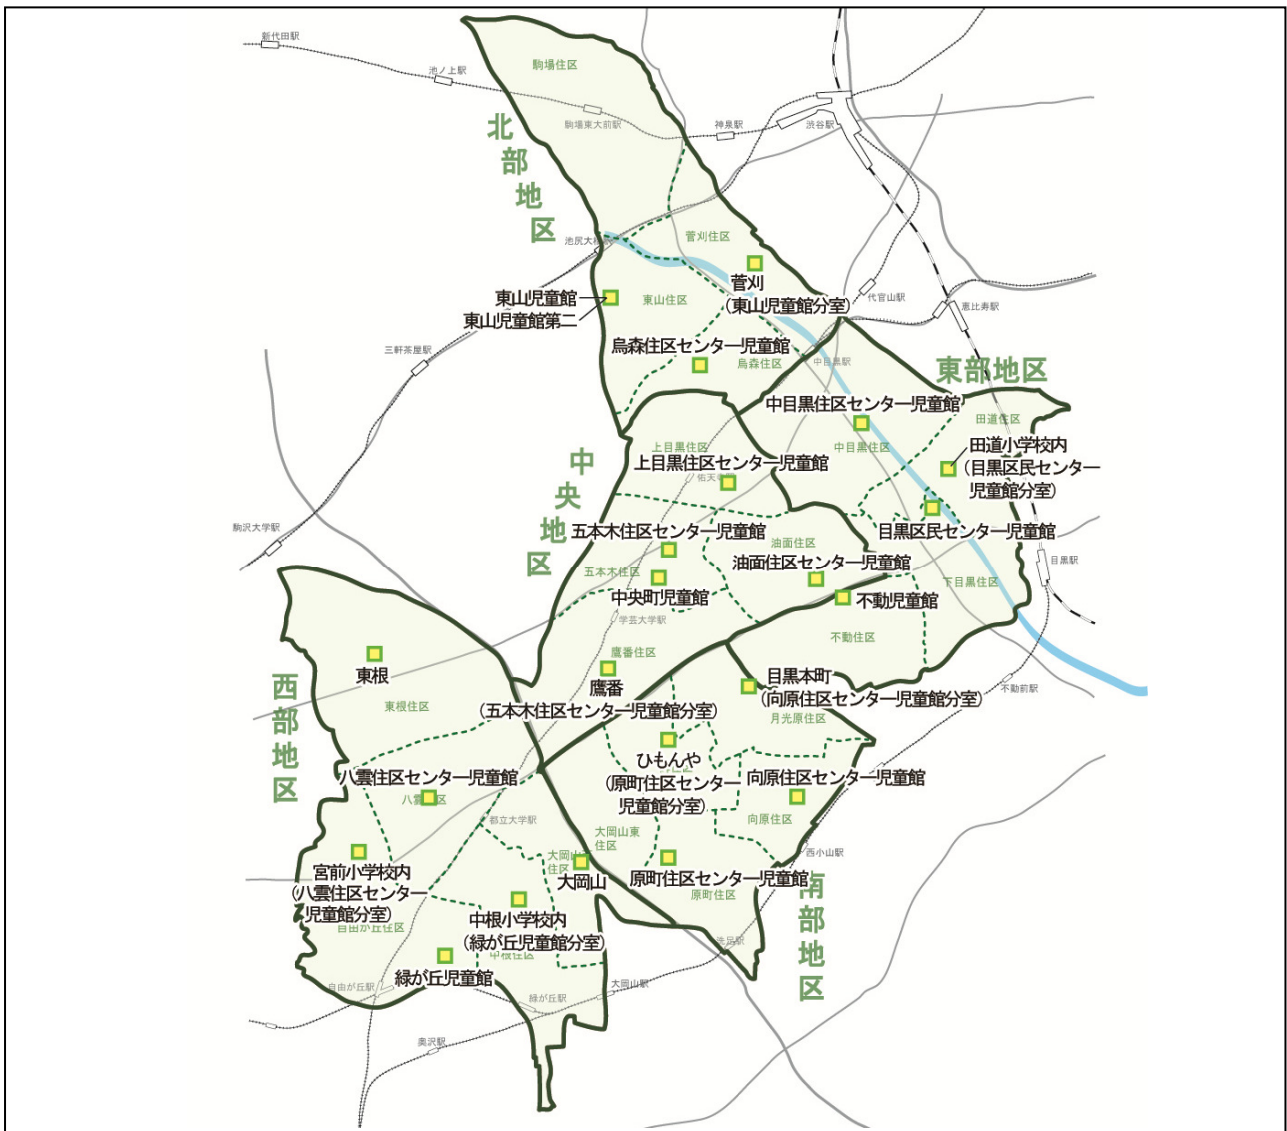 新代田駅
池ノ上駅
駒場住区
駒場東大前駅
神泉駅
渋谷駅
北部地区
池尻大橋駅
菅刈住区
菅刈
（東山児童館分室）
東山児童館
東山児童館第二
東山住区
代官山駅
恵比寿駅
三軒茶屋駅
烏森住区センター児童館
烏森住区
中目黒駅
東部地区
中目黒住区センター児童館
中目黒住区
田道住区
田道小学校内
（目黒区民センター
児童館分室）
中央地区
上目黒住区
上目黒住区センター児童館
目黒区民センター児童館
駒沢大学駅
五本木住区センター児童館
五本木住区
油面住区
油面住区センター児童館
目黒駅
下目黒住区
中央町児童館
不動児童館
学芸大学駅
不動住区
鷹番住区
鷹番
（五本木住区センター児童館分室）
目黒本町
（向原住区センター児童館分室）
不動前駅
月光原住区
西部地区
東根
東根住区
ひもんや
（原町住区センター
児童館分室）
向原住区センター児童館
向原住区
八雲住区センター児童館
都立大学駅
大岡山東
住区
西小山駅
大岡山
宮前小学校内
（八雲住区センター
児童館分室）
自由が丘住区
原町住区センター児童館
原町住区
南部地区
中根小学校内
（緑が丘児童館分室）
中根住区
洗足駅
緑が丘児童館
自由が丘駅
緑が丘駅
大岡山駅
奥沢駅